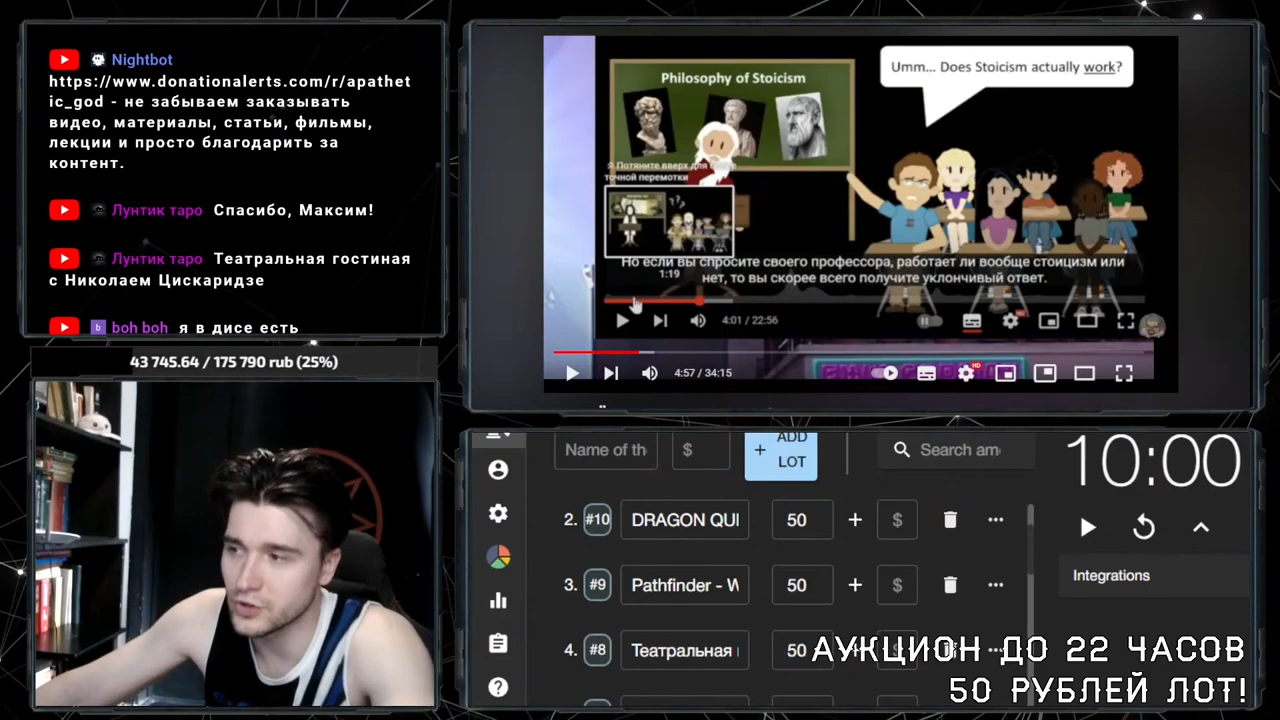 Nightbot
https://www.donationalerts.com/r/apathet
ic_god - не забываем заказывать
видео, материалы, статьи, фильмы,
лекции и просто благодарить за
контент.
Лунтик таро Спасибо, Максим!
Лунтик таро Театральная гостиная
с Николаем Цискаридзе
b boh boh я в дисе есть
43 745.64 / 175 790 rub (25%)
Philosophy of Stoicism
Umm... Does Stoicism actually work?
Потяните вверх для
точной перемотки
???
Но если вы спросите своего профессора, работает ли вообще стоицизм или
1:19
нет, то вы скорее всего получите уклончивый ответ.
4:01 / 22:56
HD
4:57 / 34:15
Name of th
$
+ ADD
LOT
Search am
10:00
2. #10 DRAGON QUI 50 + $
3. #9 Pathfinder - W 50 + $
Integrations
4. #8 Театральная 50
АУКЦИОН ДО 22 ЧАСОВ
50 РУБЛЕЙ ЛОТ!